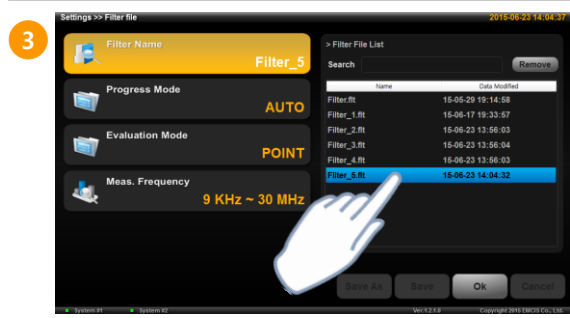 Settings >> Filter file 2015-06-23 14:04:37
3
Filter Name
Filter_5
Progress Mode
AUTO
Evaluation Mode
POINT
Meas. Frequency
9 KHz ~ 30 MHz
> Filter File List
Search Remove
Name Data Modified
Filter.flt 15-05-29 19:14:58
Filter_1.flt 15-06-17 19:33:57
Filter_2.flt 15-06-23 13:56:03
Filter_3.flt 15-06-23 13:56:04
Filter_4.flt 15-06-23 13:56:03
Filter_5.flt 15-06-23 14:04:32
Save As Save Ok Cancel
System #1 System #2 Ver.1.2.1.0 Copyright 2015 EMCIS Co., Ltd.